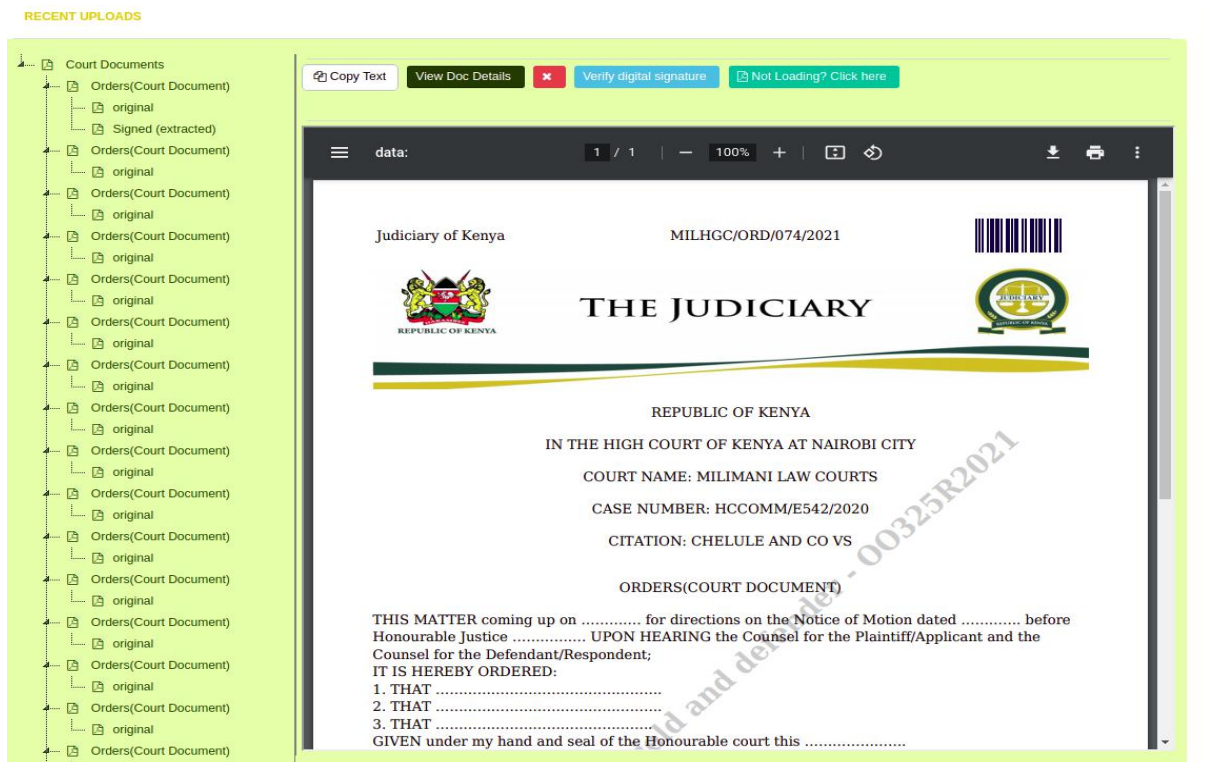 RECENT UPLOADS
Court Documents
Orders(Court Document)
original
Signed (extracted)
Orders(Court Document)
original
Orders(Court Document)
original
Orders(Court Document)
original
Orders(Court Document)
original
Orders(Court Document)
original
Orders(Court Document)
original
Orders(Court Document)
original
Orders(Court Document)
original
Orders(Court Document)
original
Orders(Court Document)
original
Orders(Court Document)
original
Orders(Court Document)
original
Orders(Court Document)
original
Orders(Court Document)
original
Orders(Court Document)
Copy Text View Doc Details Verify digital signature Not Loading? Click here
data: 1 / 1 100%
Judiciary of Kenya MILHGC/ORD/074/2021
REPUBLIC OF KENYA THE JUDICIARY JUDICIARY
REPUBLIC OF KENYA
IN THE HIGH COURT OF KENYA AT NAIROBI CITY
COURT NAME: MILIMANI LAW COURTS
CASE NUMBER: HCCOMM/E542/2020
CITATION: CHELULE AND CO VS
ORDERS(COURT DOCUMENT)
THIS MATTER coming up on ............. for directions on the Notice of Motion dated ............. before
Honourable Justice ................ UPON HEARING the Counsel for the Plaintiff/Applicant and the
Counsel for the Defendant/Respondent;
IT IS HEREBY ORDERED:
1. THAT .................................................
2. THAT .................................................
3. THAT ...............................................
GIVEN under my hand and seal of the Honourable court this ......................
and defender - OO325R2021